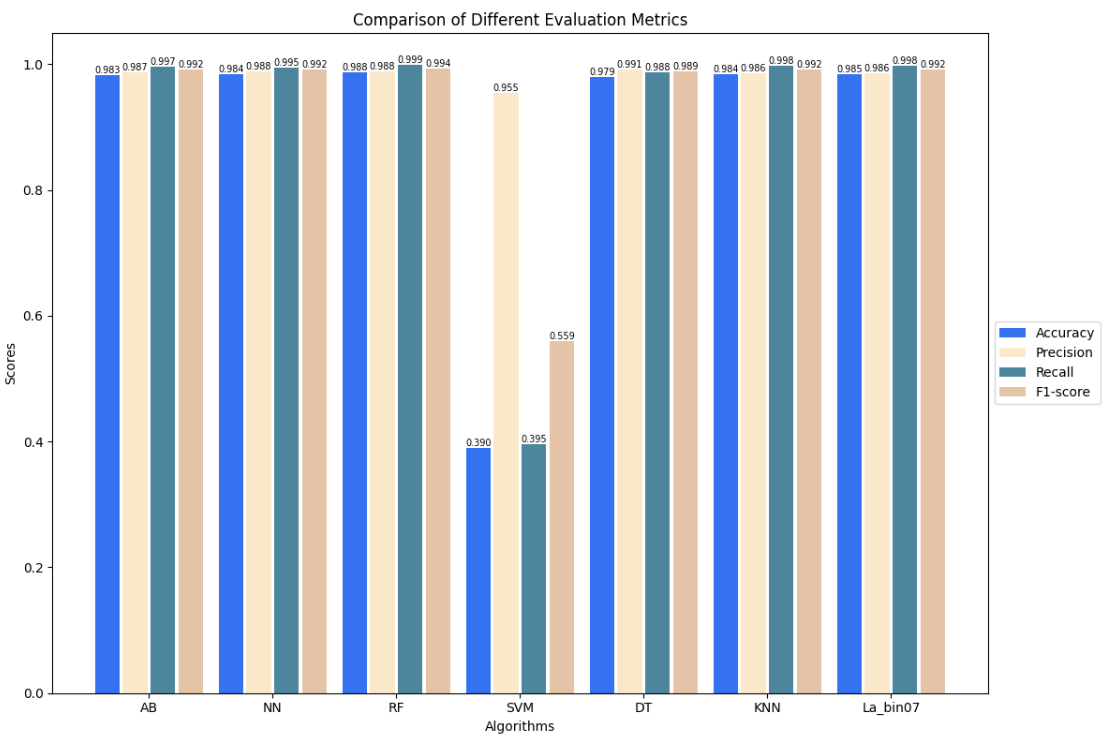 Comparison of Different Evaluation Metrics
Scores
1.0
0.8
0.6
0.4
0.2
0.0
0.983 0.987 0.997 0.992
0.984 0.988 0.995 0.992
0.988 0.988 0.999 0.994
0.390 0.955 0.395 0.559
0.979 0.991 0.988 0.989
0.984 0.986 0.998 0.992
0.985 0.986 0.998 0.992
AB NN RF SVM DT KNN La_bin07
Algorithms
Accuracy
Precision
Recall
F1-score